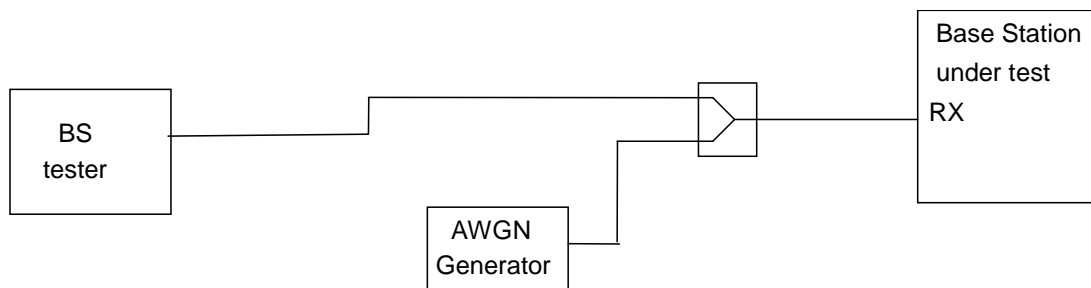 BS
tester
AWGN
Generator
Base Station
under test
RX